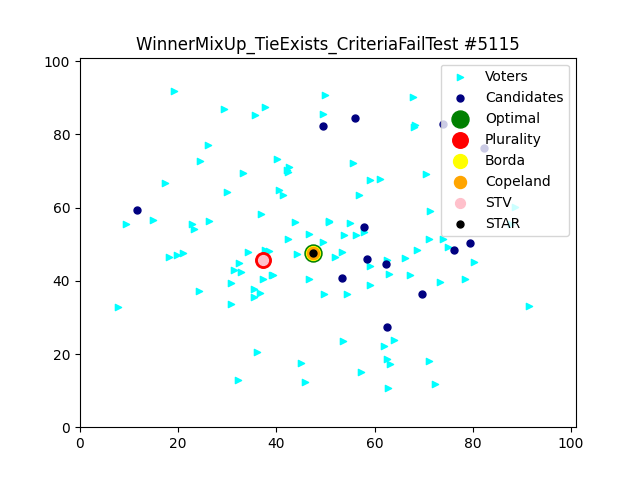 WinnerMixUp_TieExists_CriteriaFailTest #5115
100
80
60
40
20
0
0 20 40 60 80 100
Voters
Candidates
Optimal
Plurality
Borda
Copeland
STV
STAR